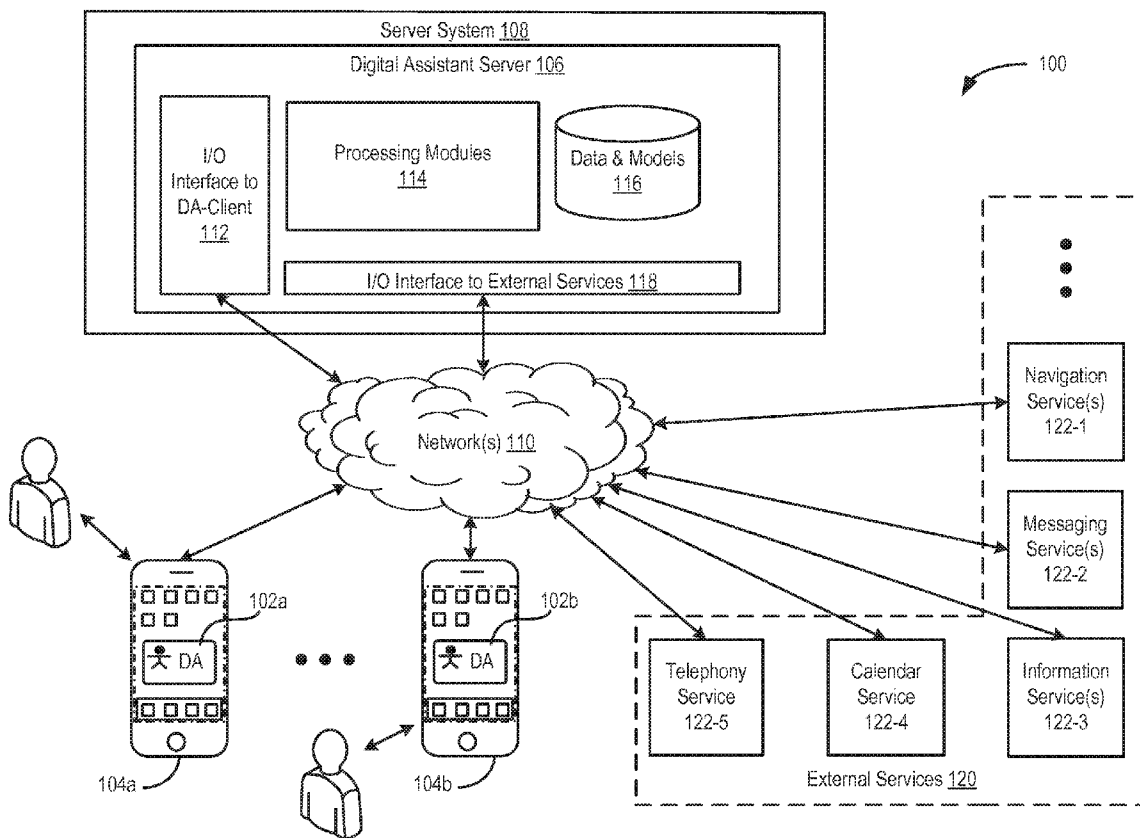 Server System 108
Digital Assistant Server 106
100
I/O
Interface to
DA-Client
112
Processing Modules
114
Data & Models
116
I/O Interface to External Services 118
Network(s) 110
Navigation
Service(s)
122-1
Messaging
Service(s)
122-2
102a
DA
104a
102b
DA
104b
Telephony
Service
122-5
Calendar
Service
122-4
Information
Service(s)
122-3
External Services 120